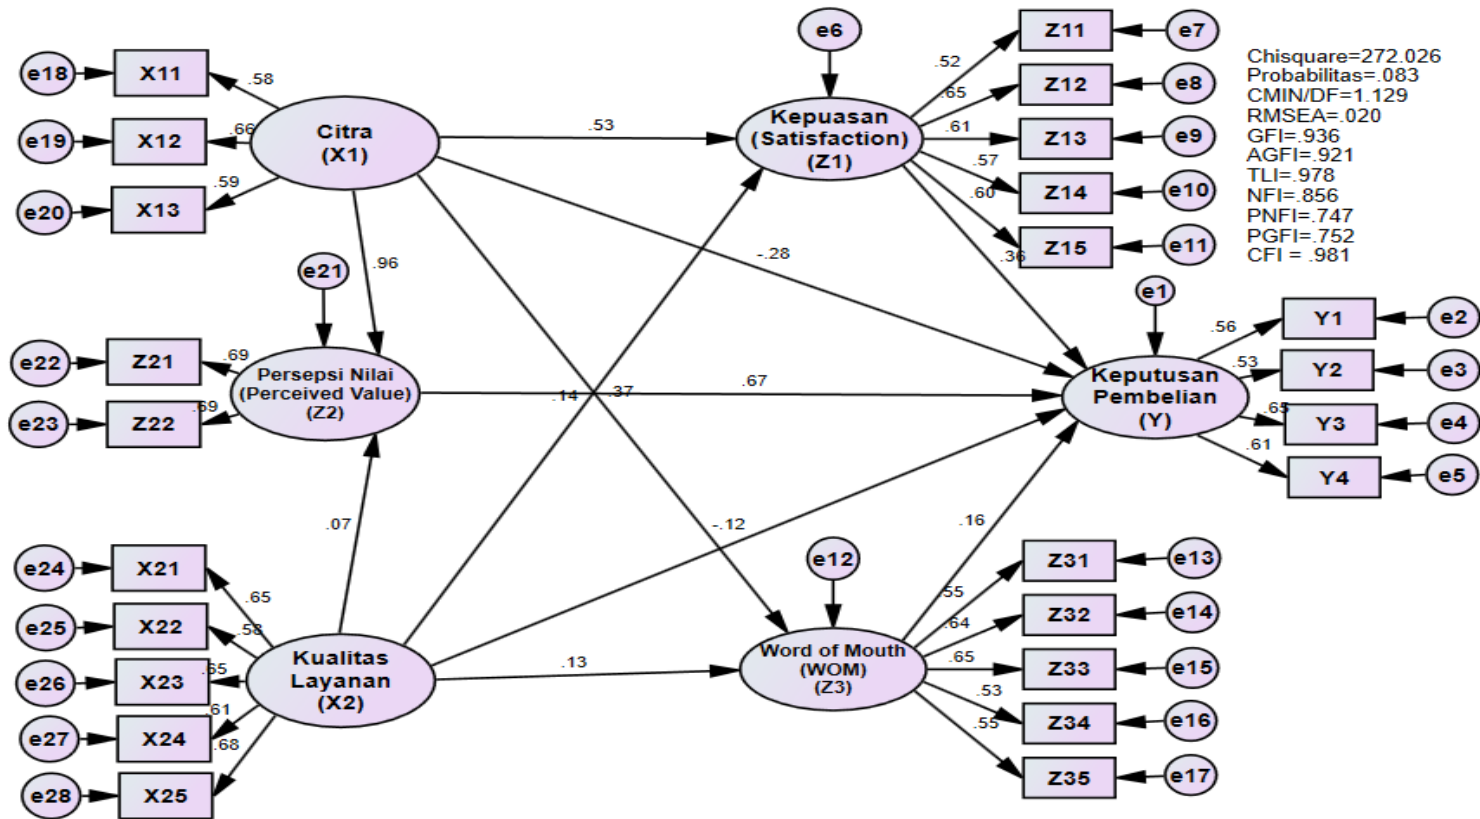 e6
Z11
e7
e18
X11
.58
.52
Chisquare=272.026
Probabilitas=.083
CMIN/DF=1.129
RMSEA=.020
GFI=.936
AGFI=.921
TLI=.978
NFI=.856
PNFI=.747
PGFI=.752
CFI = .981
Z12
e8
.65
e19
X12
.66
Citra
(X1)
.53
Kepuasan
(Satisfaction)
(Z1)
.61
Z13
e9
.57
Z14
e10
.59
e20
X13
.60
Z15
e11
-.28
.36
.96
e21
e1
.56
Y1
e2
e22
Z21
.69
Persepsi Nilai
(Perceived Value)
(Z2)
.67
.14
.37
Keputusan
Pembelian
(Y)
.53
Y2
e3
e23
Z22
.69
.65
Y3
e4
.61
Y4
e5
.07
-.12
.16
e24
X21
.65
e12
Z31
e13
.55
e25
X22
.58
Z32
e14
.64
e26
X23
.65
Kualitas
Layanan
(X2)
.13
Word of Mouth
(WOM)
(Z3)
.65
Z33
e15
.53
e27
X24
.61
Z34
e16
.55
.68
e28
X25
Z35
e17